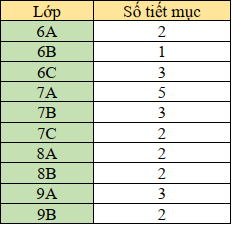 Lớp Số tiết mục
6A 2
6B 1
6C 3
7A 5
7B 3
7C 2
8A 2
8B 2
9A 3
9B 2